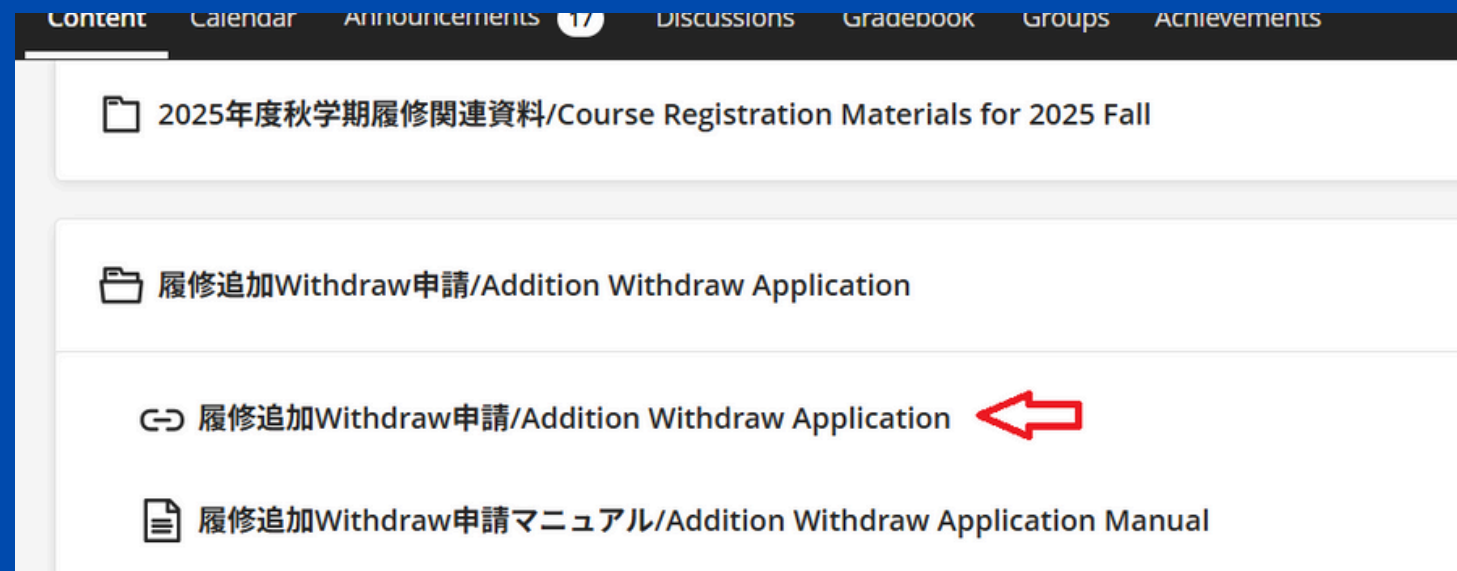 Content Calendar Announcements 17 Discussions Gradebook Groups Achievements
2025年度秋学期履修関連資料/Course Registration Materials for 2025 Fall
履修追加Withdraw申請/Addition Withdraw Application
履修追加Withdraw申請/Addition Withdraw Application
履修追加Withdraw申請マニュアル/Addition Withdraw Application Manual